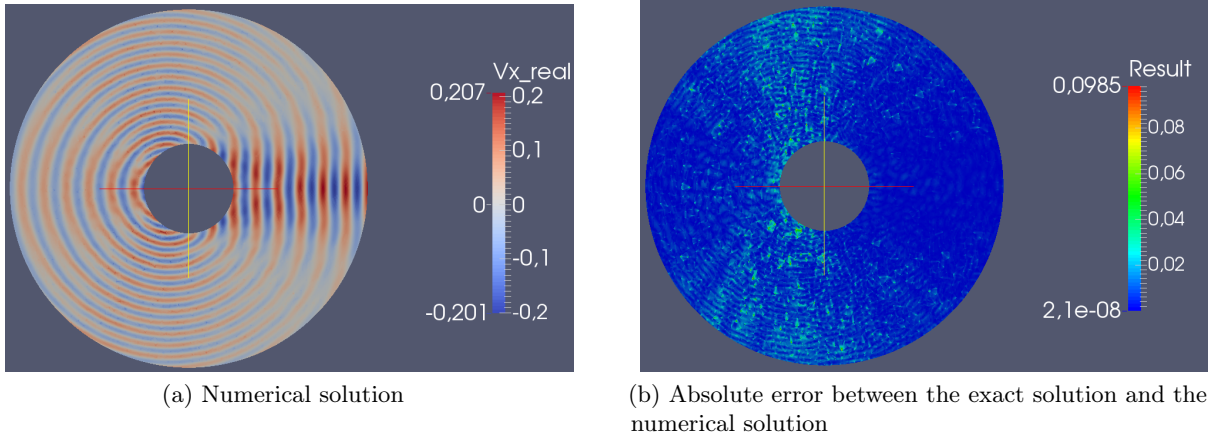 Vx_real
0,207
0,2
0,1
0
0
-0,1
-0,201
-0,2
Result
0,0985
0,08
0,06
0,04
0,02
2,1e-08
(a) Numerical solution
(b) Absolute error between the exact solution and the
numerical solution